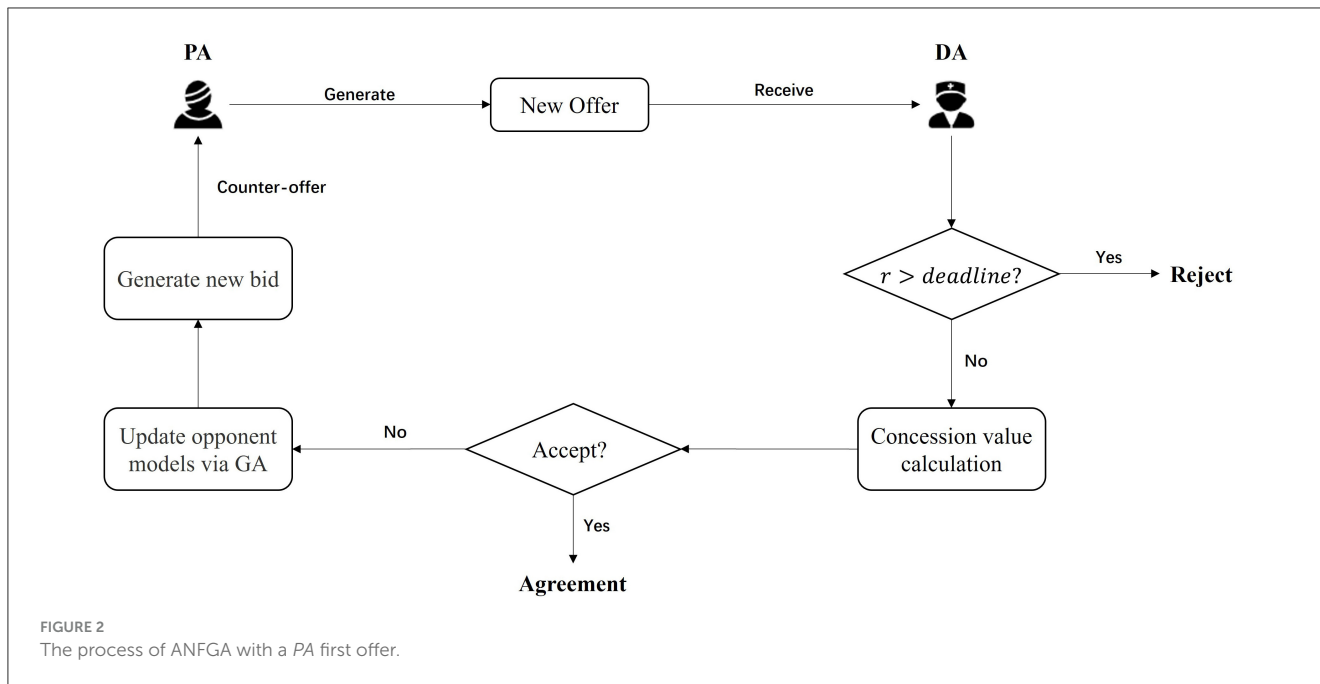 PA
DA
Generate
New Offer
Receive
Counter-offer
Generate new bid
r > deadline?
Yes
Reject
No
Update opponent
models via GA
No
Accept?
Concession value
calculation
Yes
Agreement
FIGURE 2
The process of ANFGA with a PA first offer.